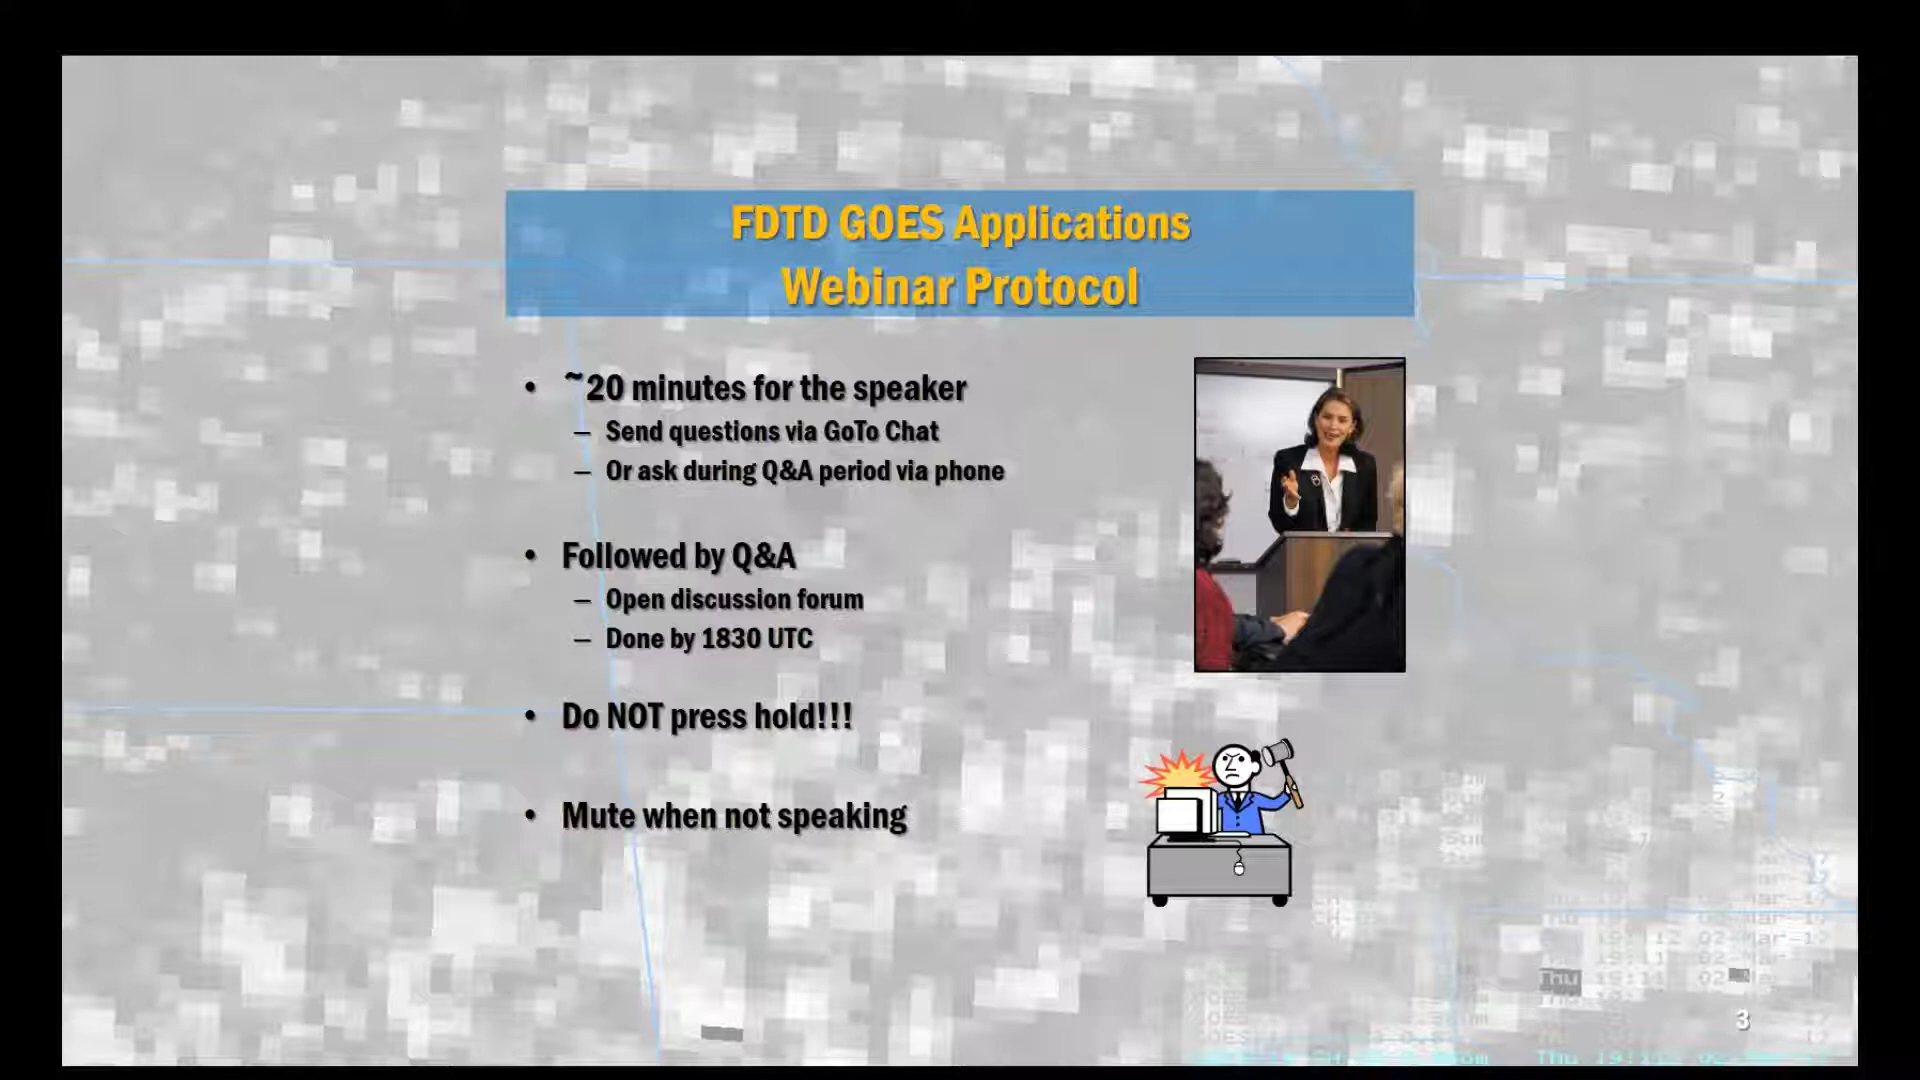 FDTD GOES Applications
Webinar Protocol
• ~20 minutes for the speaker
– Send questions via GoTo Chat
– Or ask during Q&A period via phone
• Followed by Q&A
– Open discussion forum
– Done by 1830 UTC
• Do NOT press hold!!!
• Mute when not speaking
Thu
3